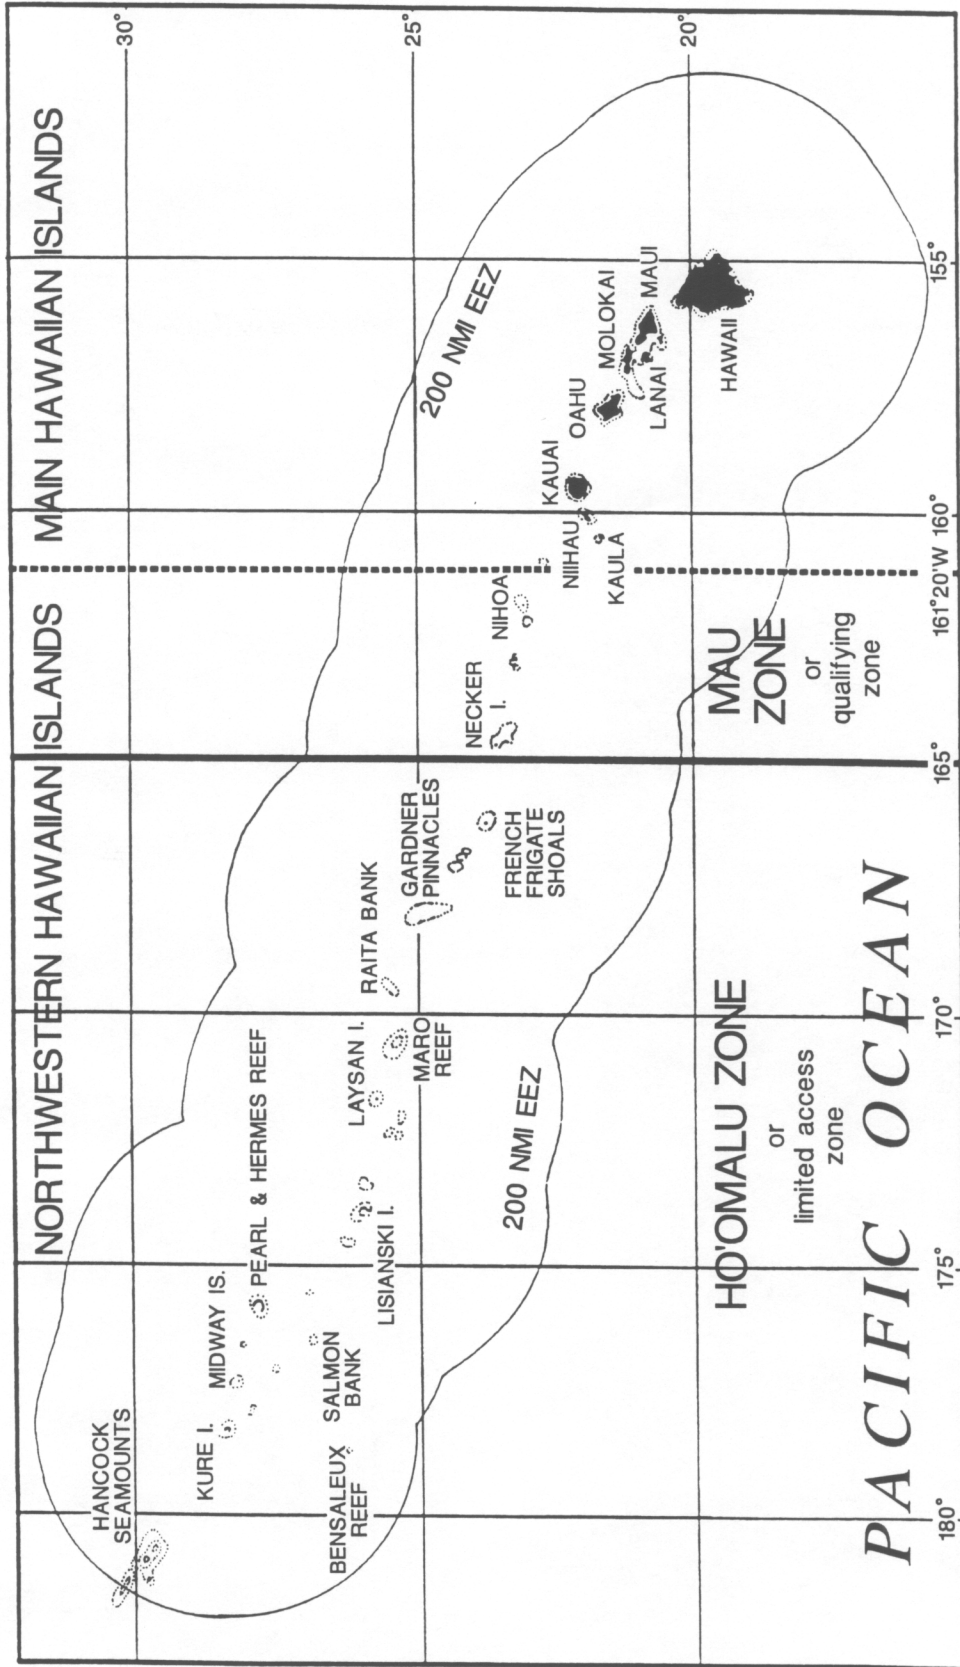 NORTHWESTERN HAWAIIAN ISLANDS
MAIN HAWAIIAN ISLANDS
30°
25°
20°
HANCOCK
SEAMOUNTS
KURE I.
MIDWAY IS.
PEARL & HERMES REEF
BENSALEUX
REEF
SALMON
BANK
LISIANSKI I.
LAYSAN I.
MARO
REEF
RAITA BANK
GARDNER
PINNACLES
FRENCH
FRIGATE
SHOALS
NECKER
I.
NIHOA
NIIHAU
KAULA
KAUAI
OAHU
MOLOKAI
LANAI
MAUI
HAWAII
200 NMI EEZ
200 NMI EEZ
HO'OMALU ZONE
or
limited access
zone
MAU
ZONE
or
qualifying
zone
PACIFIC OCEAN
180°
175°
170°
165°
161°20'W
160°
155°